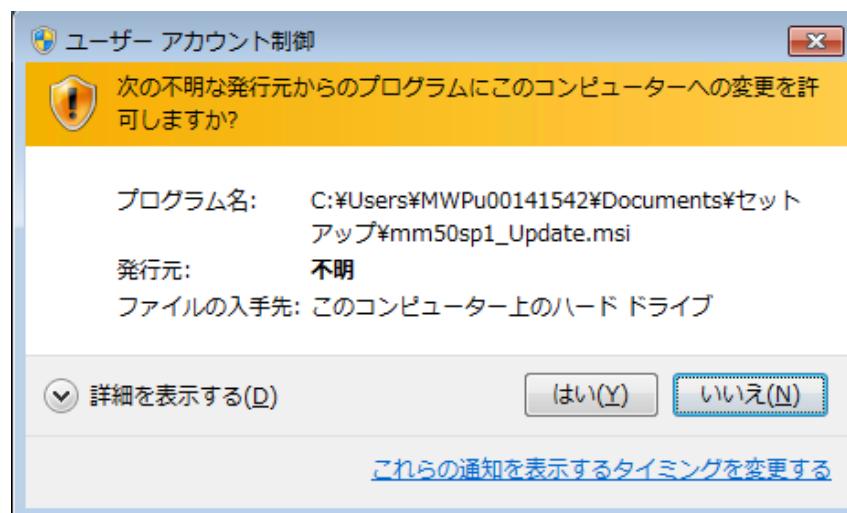 ユーザー アカウント制御
次の不明な発行元からのプログラムにこのコンピューターへの変更を許
可しますか?
プログラム名: C:¥Users¥MWPu00141542¥Documents¥セット
アップ¥mm50sp1_Update.msi
発行元: 不明
ファイルの入手先: このコンピューター上のハード ドライブ
詳細を表示する(D) はい(Y) いいえ(N)
これらの通知を表示するタイミングを変更する